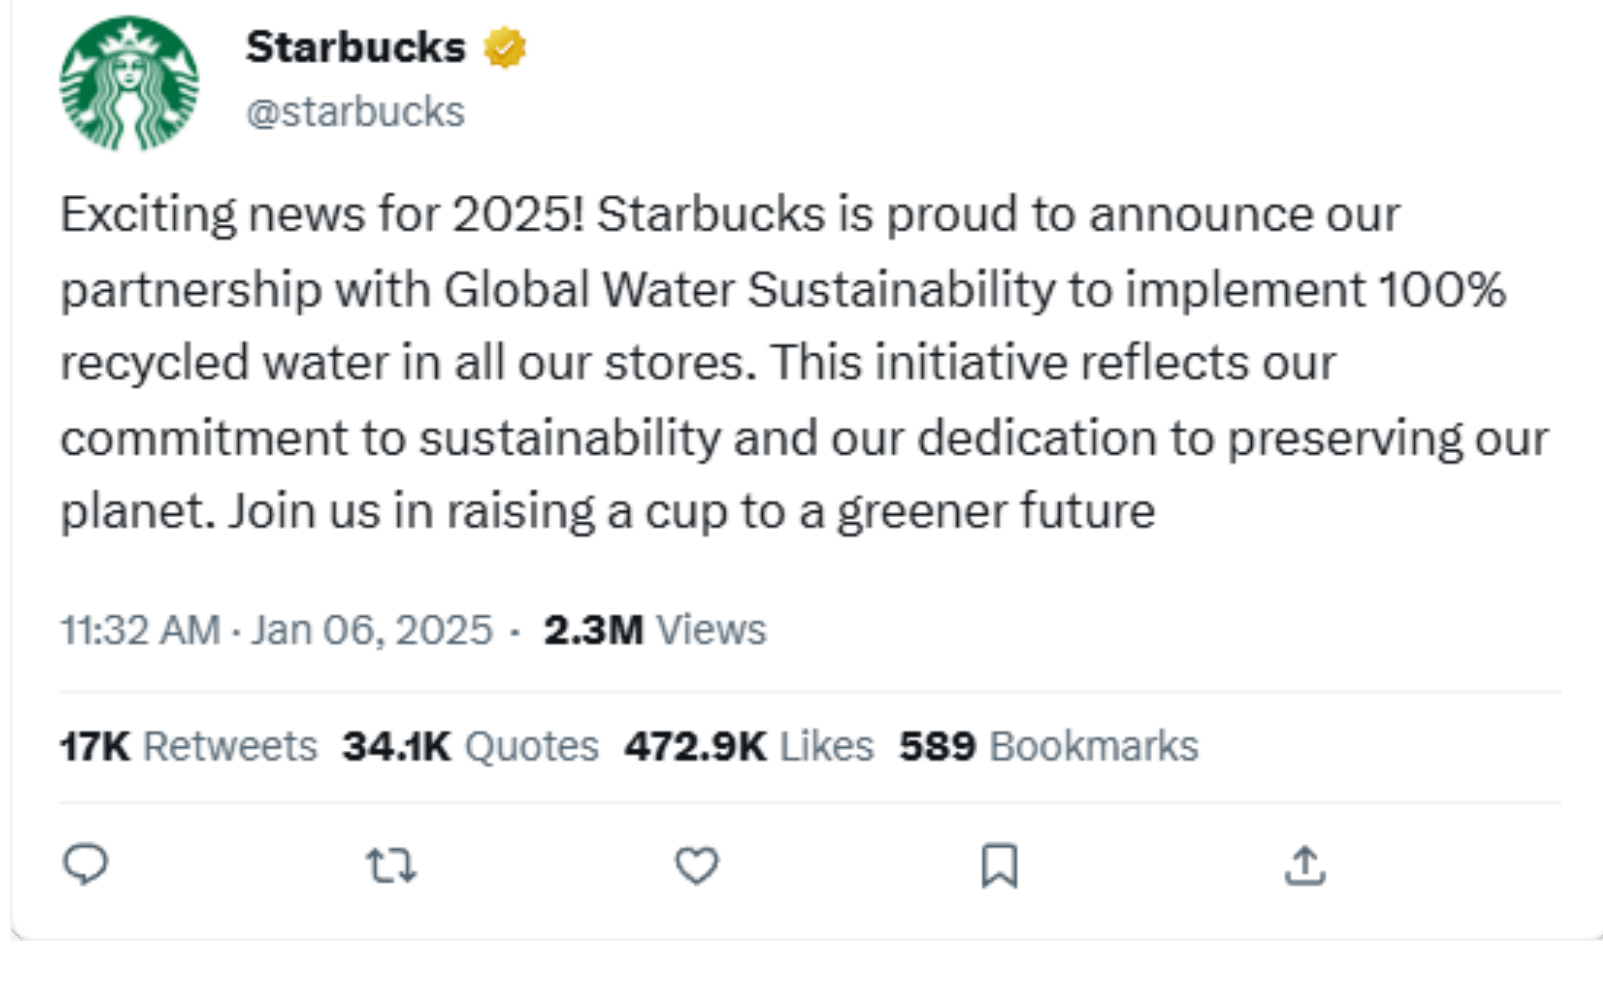 Starbucks
@starbucks
Exciting news for 2025! Starbucks is proud to announce our
partnership with Global Water Sustainability to implement 100%
recycled water in all our stores. This initiative reflects our
commitment to sustainability and our dedication to preserving our
planet. Join us in raising a cup to a greener future
11:32 AM · Jan 06, 2025 · 2.3M Views
17K Retweets 34.1K Quotes 472.9K Likes 589 Bookmarks